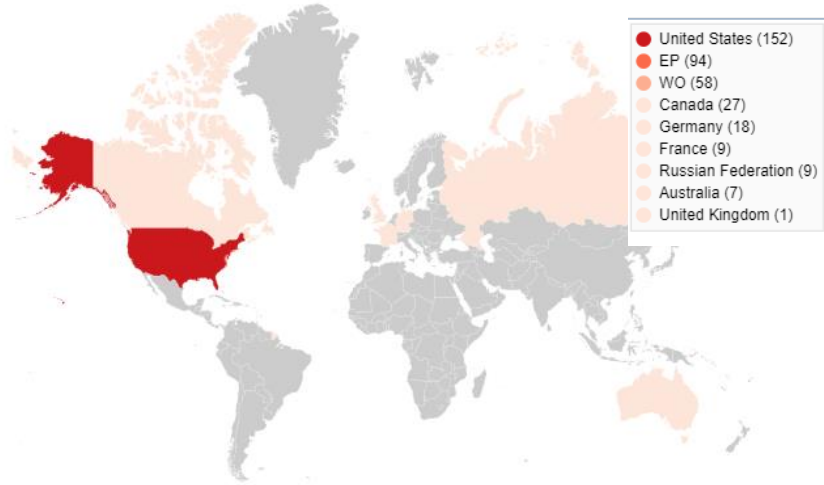 United States (152)
EP (94)
WO (58)
Canada (27)
Germany (18)
France (9)
Russian Federation (9)
Australia (7)
United Kingdom (1)